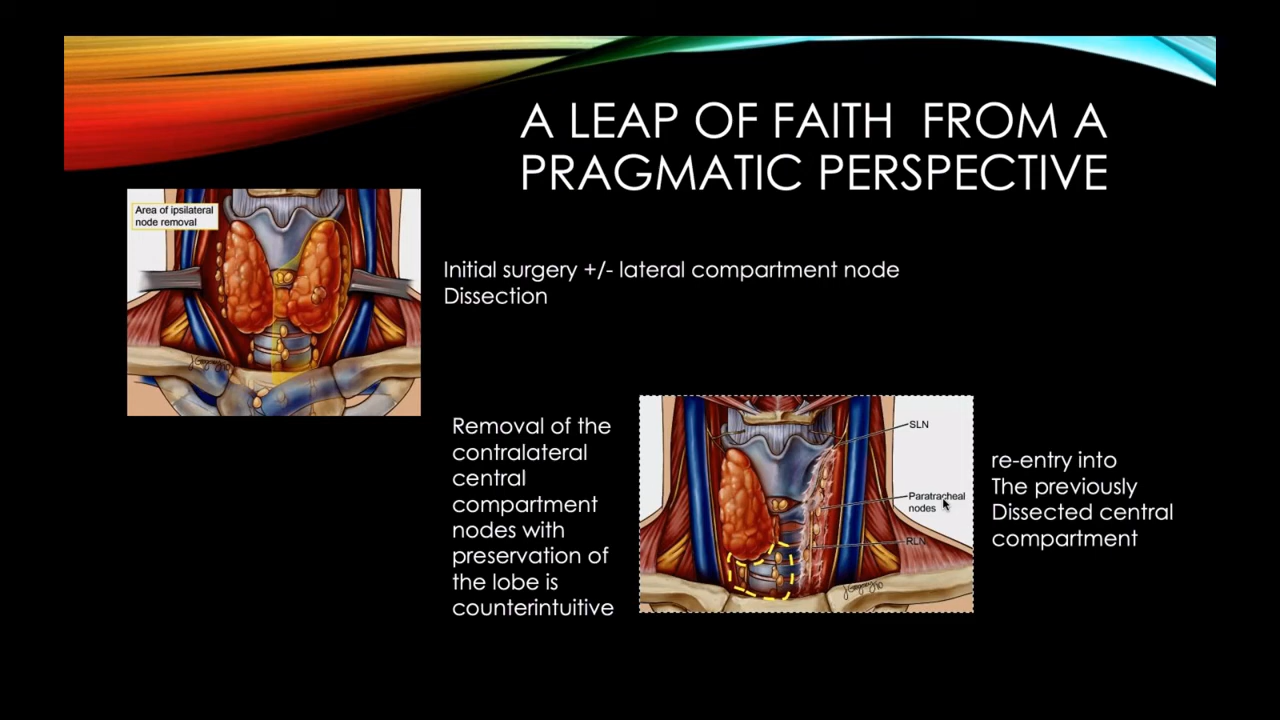 A LEAP OF FAITH FROM A
PRAGMATIC PERSPECTIVE
Area of ipsilateral
node removal
Initial surgery +/- lateral compartment node
Dissection
Removal of the
contralateral
central
compartment
nodes with
preservation of
the lobe is
counterintuitive
SLN
Paratracheal
nodes
RLN
re-entry into
The previously
Dissected central
compartment